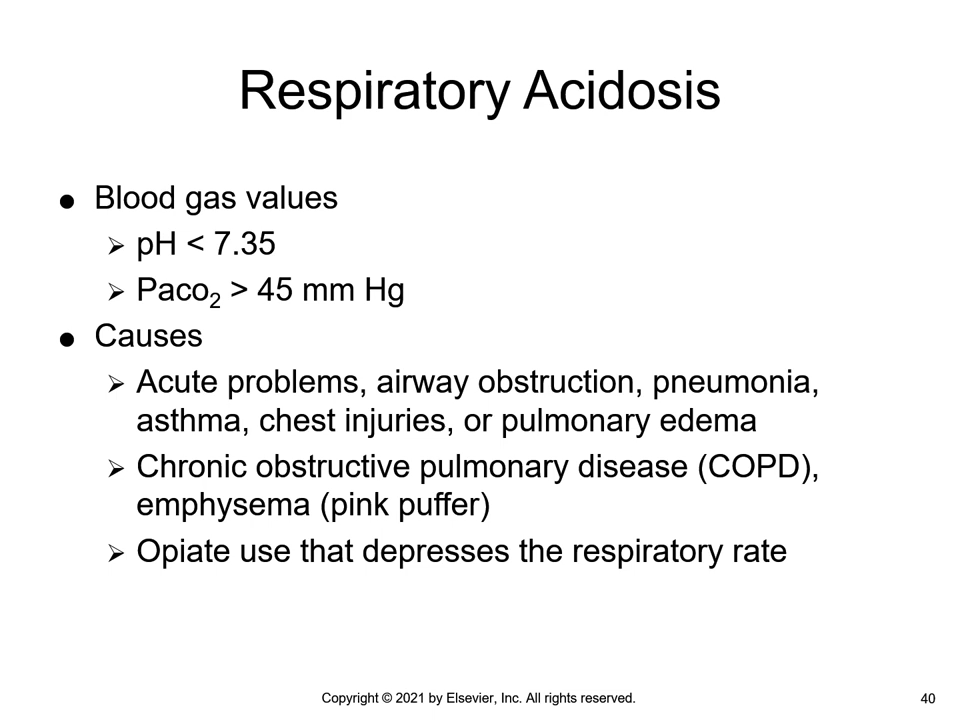 Respiratory Acidosis
● Blood gas values
➢ pH < 7.35
➢ Paco₂ > 45 mm Hg
● Causes
➢ Acute problems, airway obstruction, pneumonia,
asthma, chest injuries, or pulmonary edema
➢ Chronic obstructive pulmonary disease (COPD),
emphysema (pink puffer)
➢ Opiate use that depresses the respiratory rate
Copyright © 2021 by Elsevier, Inc. All rights reserved.
40